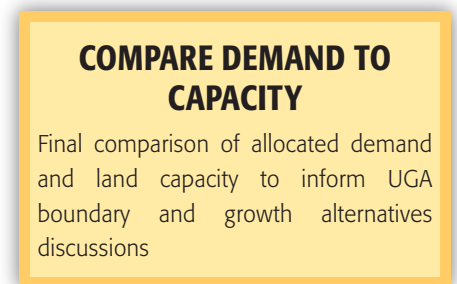 COMPARE DEMAND TO
CAPACITY
Final comparison of allocated demand
and land capacity to inform UGA
boundary and growth alternatives
discussions